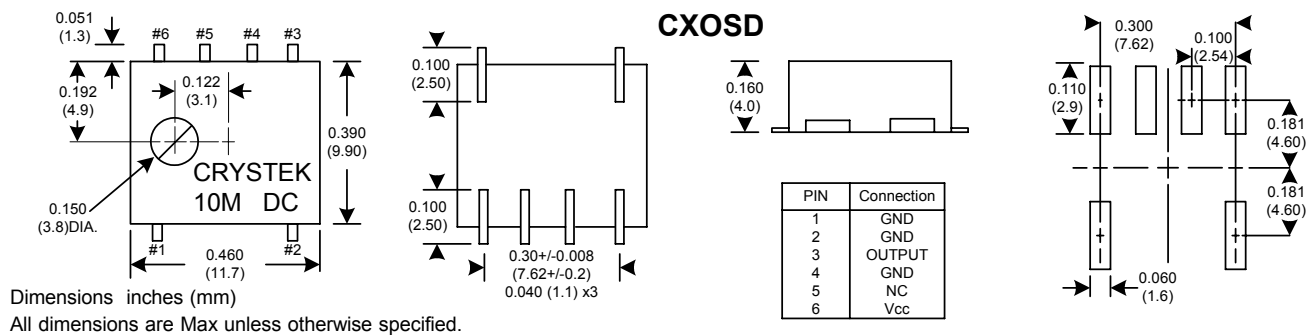 CXOSD
0.051
(1.3)
#6
#5
#4
#3
0.192
(4.9)
0.122
(3.1)
0.390
(9.90)
CRYSTEK
10M DC
0.150
(3.8)DIA.
#1
#2
0.460
(11.7)
0.100
(2.50)
0.100
(2.50)
0.30+/-0.008
(7.62+/-0.2)
0.040 (1.1) x3
0.160
(4.0)
PIN Connection
1 GND
2 GND
3 OUTPUT
4 GND
5 NC
6 Vcc
0.300
(7.62)
0.100
(2.54)
0.110
(2.9)
0.181
(4.60)
0.181
(4.60)
0.060
(1.6)
Dimensions inches (mm)
All dimensions are Max unless otherwise specified.